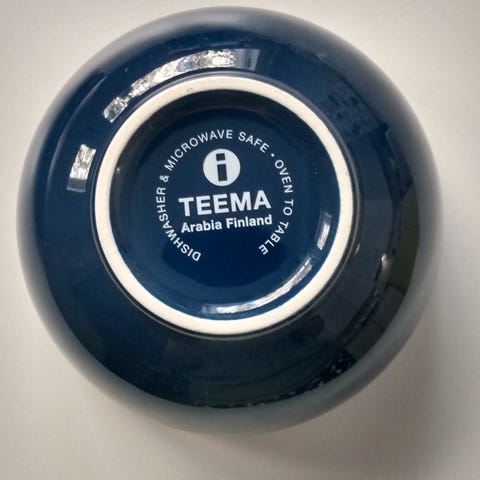 DISHWASHER & MICROWAVE SAFE • OVEN TO TABLE
i
TEEMA
Arabia Finland